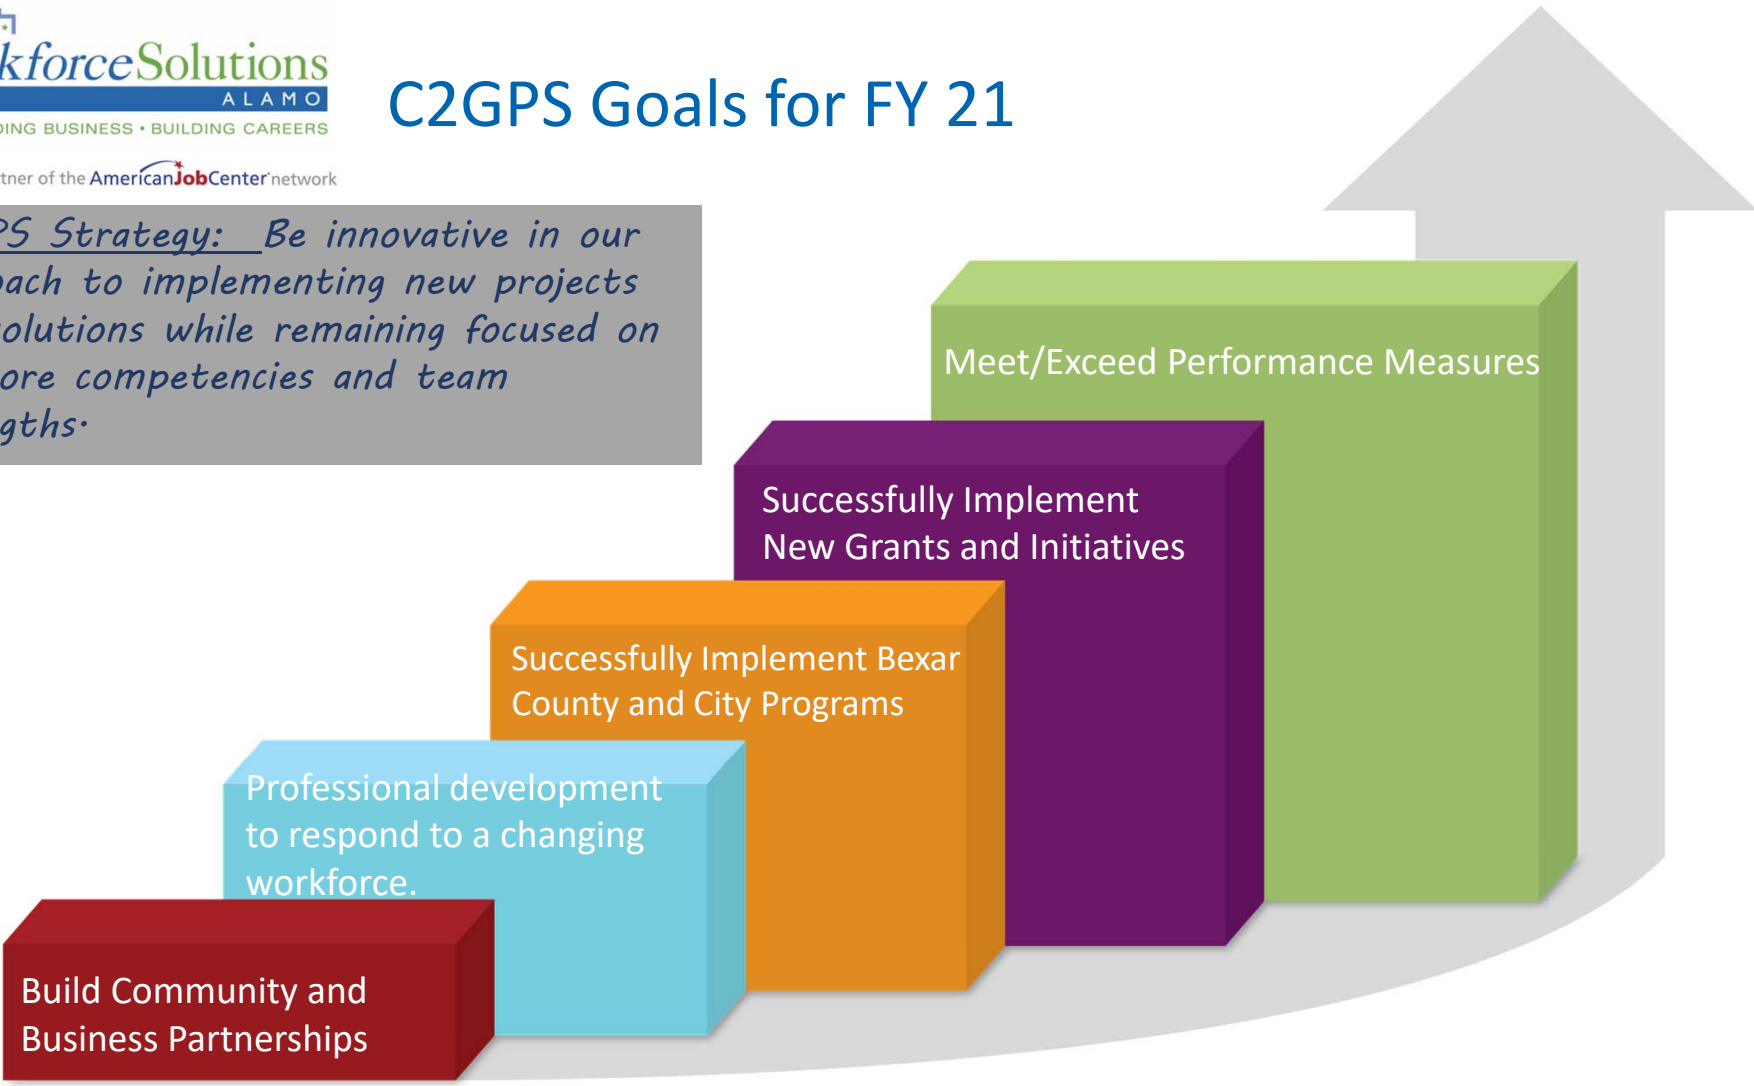 kforceSolutions
ALAMO
DING BUSINESS • BUILDING CAREERS
tner of the AmericanJobCenter network
C2GPS Goals for FY 21
PS Strategy: Be innovative in our
oach to implementing new projects
olutions while remaining focused on
ore competencies and team
gths.
Meet/Exceed Performance Measures
Successfully Implement
New Grants and Initiatives
Successfully Implement Bexar
County and City Programs
Professional development
to respond to a changing
workforce.
Build Community and
Business Partnerships